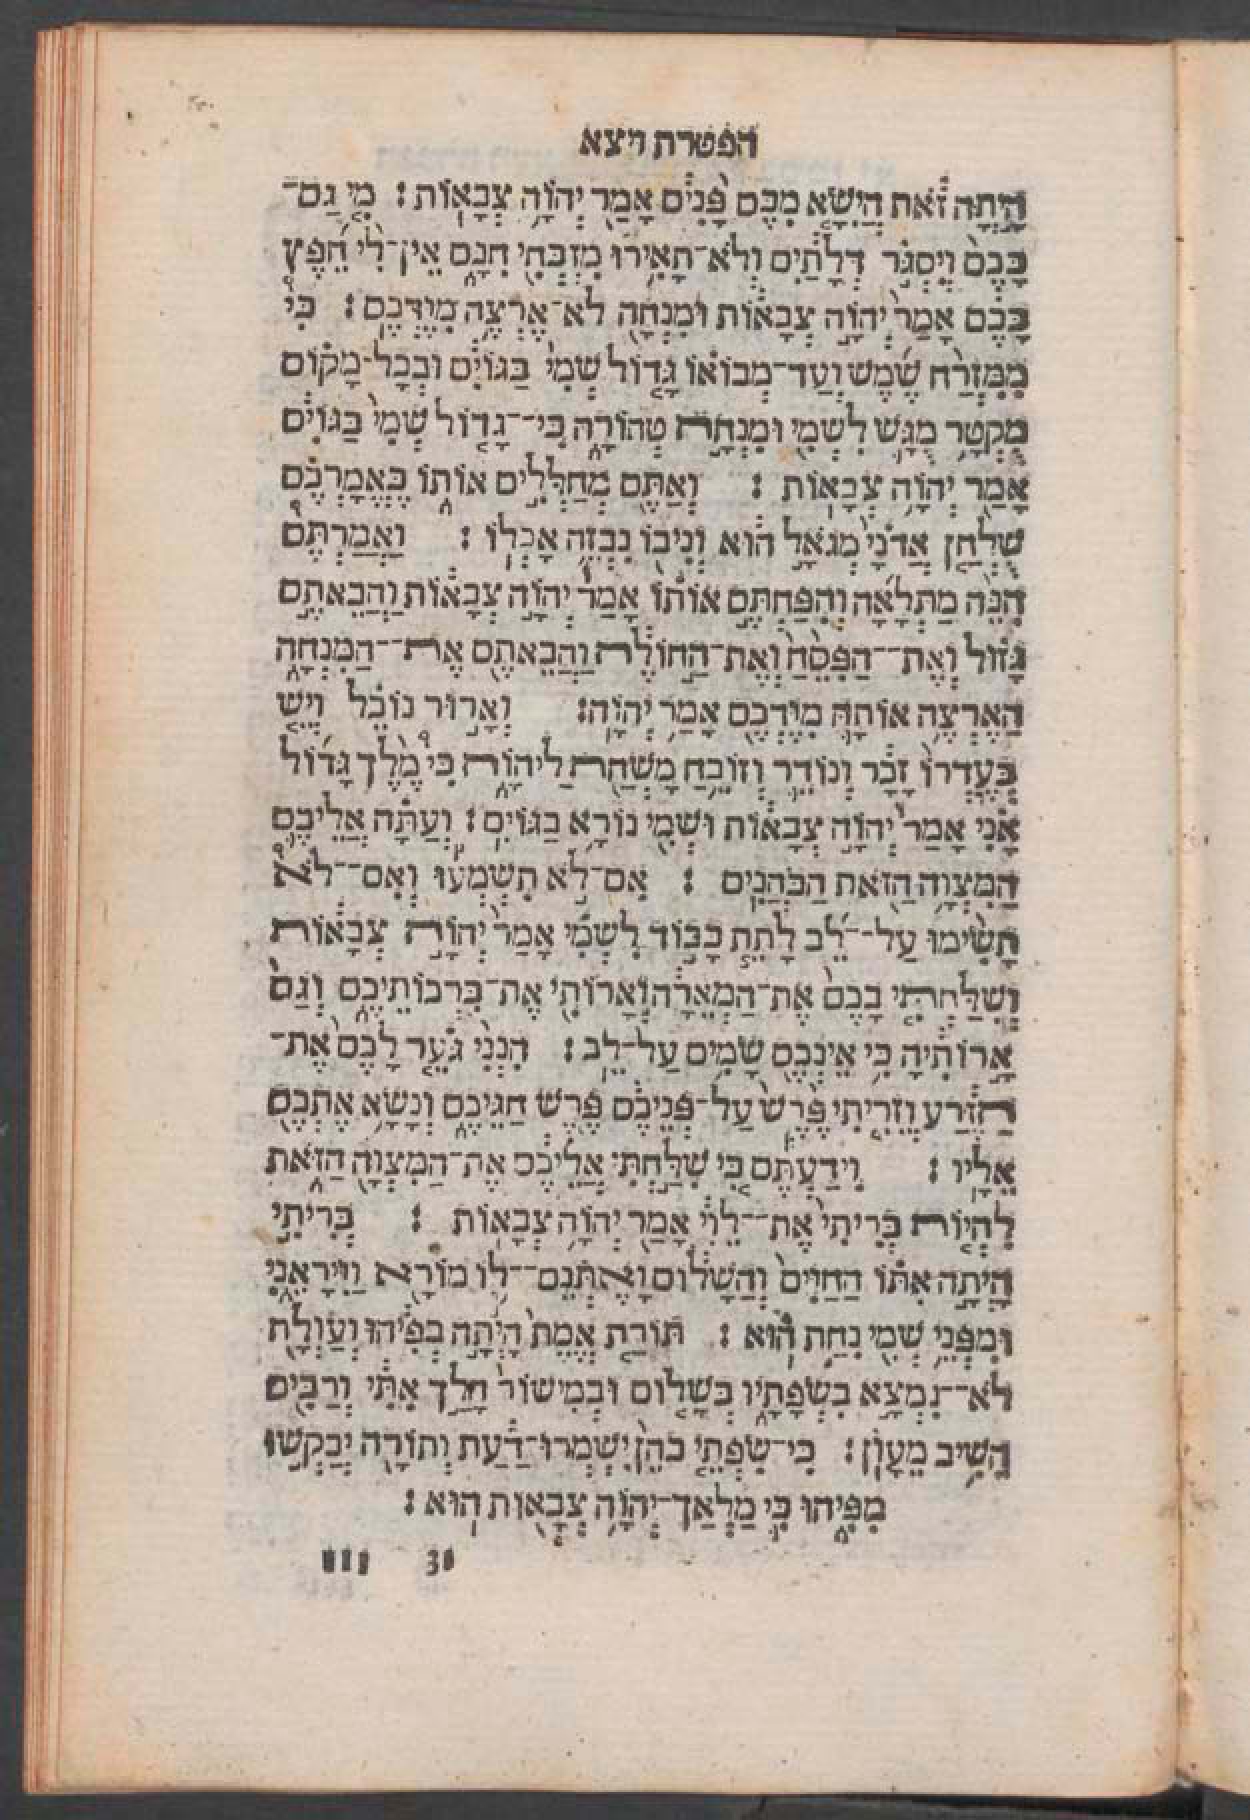 הפטרת ויצא
הָיְתָה זֹּאת הֲיִשָּׂא מִכֶּם פָּנִים אָמַר יְהוָֹה צְבָאוֹת : מִי גַם־
בָּכֶם וְיִסְגֹּר דְּלָתַיִם וְלֹא־תָאִירוּ מִזְבְּחִי חִנָּם אֵין־לִי חֵפֶץ
בָּכֶם אָמַר יְהוָֹה צְבָאוֹת וּמִנְחָה לֹא־אֶרְצֶה מִיֶּדְכֶם : כִּי
מִמִּזְרַח שֶׁמֶשׁ וְעַד־מְבוֹאוֹ גָּדוֹל שְׁמִי בַּגּוֹיִם וּבְכָל־מָקוֹם
מֻקְטָר מֻגָּשׁ לִשְׁמִי וּמִנְחָה טְהוֹרָה כִּי־־גָדוֹל שְׁמִי בַּגּוֹיִם
אָמַר יְהוָֹה צְבָאוֹת : וְאַתֶּם מְחַלְּלִים אוֹתוֹ בֶּאֱמָרְכֶם
שֻׁלְחַן אֲדֹנָי מְגֹאָל הוּא וְנִיבוֹ נִבְזֶה אָכְלוֹ : וַאֲמַרְתֶּם
הִנֵּה מַתְּלָאָה וְהִפַּחְתֶּם אוֹתוֹ אָמַר יְהוָֹה צְבָאוֹת וַהֲבֵאתֶם
גָּזוּל וְאֶת־־הַפִּסֵּחַ וְאֶת־הַחוֹלֶה וַהֲבֵאתֶם אֶת־־הַמִּנְחָה
הַאֶרְצֶה אוֹתָהּ מִיֶּדְכֶם אָמַר יְהוָֹה: וְאָרוּר נוֹכֵל וְיֵשׁ
בְּעֶדְרוֹ זָכָר וְנוֹדֵר וְזוֹבֵחַ מָשְׁחָת לַיהוָֹה כִּי מֶלֶךְ גָּדוֹל
אָנִי אָמַר יְהוָֹה צְבָאוֹת וּשְׁמִי נוֹרָא בַגּוֹיִם : וְעַתָּה אֲלֵיכֶם
הַמִּצְוָה הַזֹּאת הַכֹּהֲנִים : אִם־לֹא תִשְׁמְעוּ וְאִם־־לֹא
תָשִׂימוּ עַל־־לֵב לָתֵת כָּבוֹד לִשְׁמִי אָמַר יְהוָֹה צְבָאוֹת
וְשִׁלַּחְתִּי בָכֶם אֶת־הַמְּאֵרָה וְאָרוֹתִי אֶת־בִּרְכוֹתֵיכֶם וְגַם
אָרוֹתִיהָ כִּי אֵינְכֶם שָׂמִים עַל־לֵב : הִנְנִי גֹעֵר לָכֶם אֶת־
הַזֶּרַע וְזֵרִיתִי פֶרֶשׁ עַל־פְּנֵיכֶם פֶּרֶשׁ חַגֵּיכֶם וְנָשָׂא אֶתְכֶם
אֵלָיו : וִידַעְתֶּם כִּי שִׁלַּחְתִּי אֲלֵיכֶם אֶת־הַמִּצְוָה הַזֹּאת
לִהְיוֹת בְּרִיתִי אֶת־־לֵוִי אָמַר יְהוָֹה צְבָאוֹת : בְּרִיתִי
הָיְתָה אִתּוֹ הַחַיִּים וְהַשָּׁלוֹם וָאֶתְּנֵם־־לוֹ מוֹרָא וַיִּירָאֵנִי
וּמִפְּנֵי שְׁמִי נִחַת הוּא : תּוֹרַת אֱמֶת הָיְתָה בְּפִיהוּ וְעַוְלָה
לֹא־־נִמְצָא בִשְׂפָתָיו בְּשָׁלוֹם וּבְמִישׁוֹר הָלַךְ אִתִּי וְרַבִּים
הֵשִׁיב מֵעָוֹן : כִּי־שִׂפְתֵי כֹהֵן יִשְׁמְרוּ־דַעַת וְתוֹרָה יְבַקְשׁוּ
מִפִּיהוּ כִּי מַלְאַךְ־יְהוָֹה צְבָאוֹת הוּא :